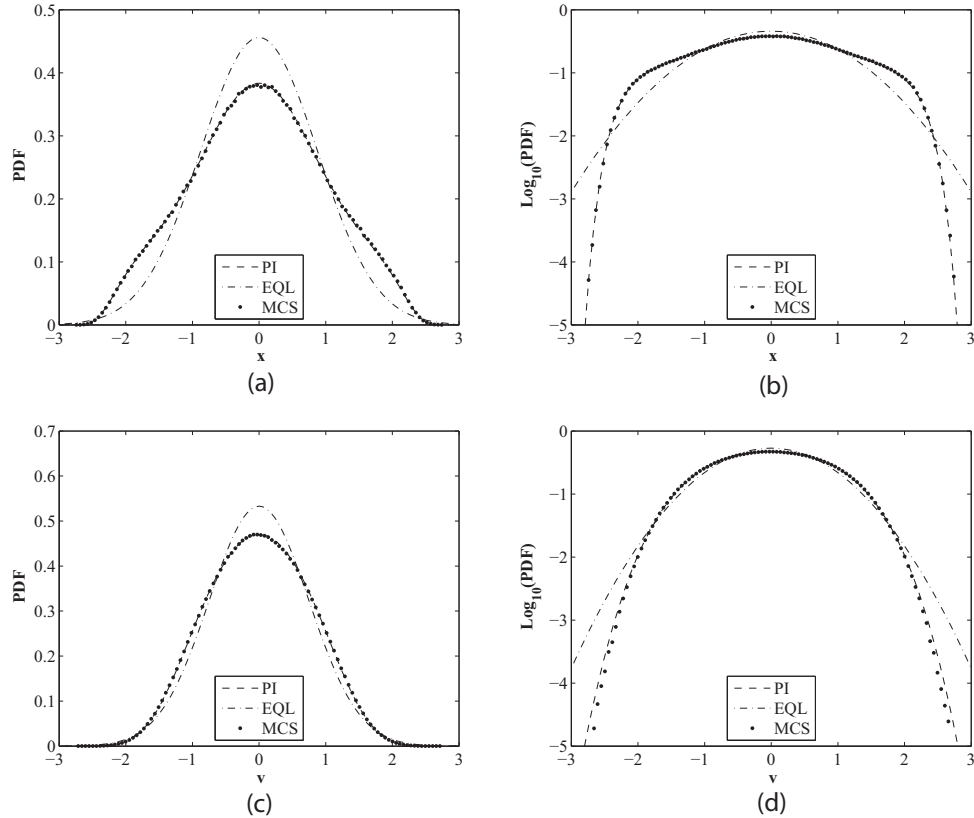 0.5
0.4
0.3
0.2
0.1
0
PDF
PI
EQL
MCS
−3 −2 −1 0 1 2 3
x
(a)
0
−1
−2
−3
−4
−5
Log10(PDF)
PI
EQL
MCS
−3 −2 −1 0 1 2 3
x
(b)
0.7
0.6
0.5
0.4
0.3
0.2
0.1
0
PDF
PI
EQL
MCS
−3 −2 −1 0 1 2 3
v
(c)
0
−1
−2
−3
−4
−5
Log10(PDF)
PI
EQL
MCS
−3 −2 −1 0 1 2 3
v
(d)